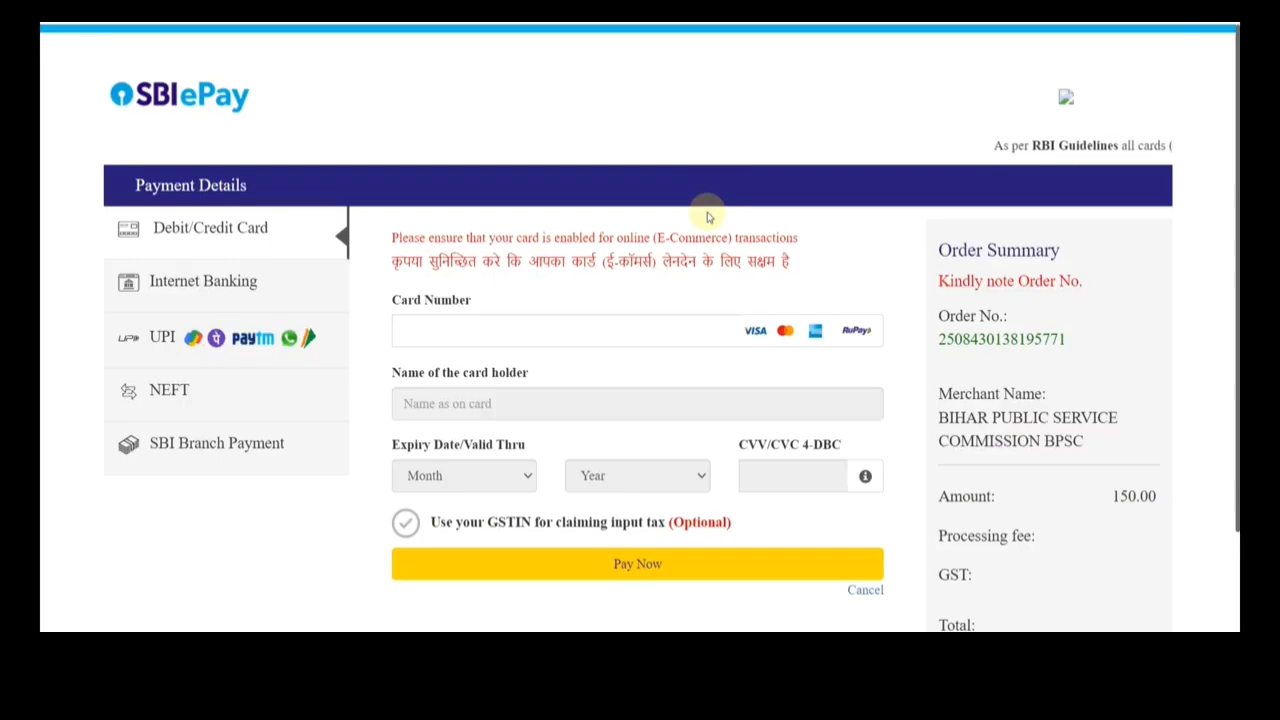 SBI ePay
As per RBI Guidelines all cards (
Payment Details
Debit/Credit Card
Internet Banking
UPI paytm
NEFT
SBI Branch Payment
Please ensure that your card is enabled for online (E-Commerce) transactions
कृपया सुनिश्चित करे कि आपका कार्ड (ई-कॉमर्स) लेनदेन के लिए सक्षम है
Card Number
VISA RuPay
Name of the card holder
Name as on card
Expiry Date/Valid Thru
CVV/CVC 4-DBC
Month
Year
Use your GSTIN for claiming input tax (Optional)
Pay Now
Cancel
Order Summary
Kindly note Order No.
Order No.:
2508430138195771
Merchant Name:
BIHAR PUBLIC SERVICE
COMMISSION BPSC
Amount: 150.00
Processing fee:
GST:
Total: